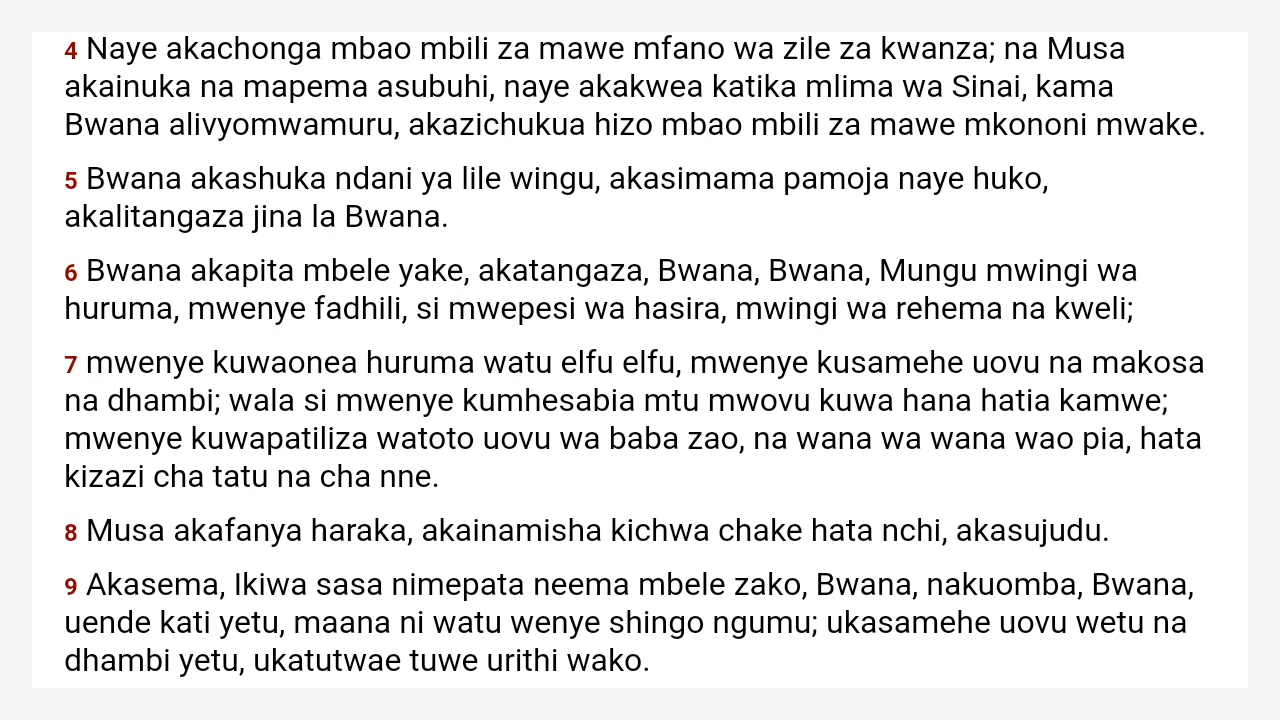 4 Naye akachonga mbao mbili za mawe mfano wa zile za kwanza; na Musa
akainuka na mapema asubuhi, naye akakwea katika mlima wa Sinai, kama
Bwana alivyomwamuru, akazichukua hizo mbao mbili za mawe mkononi mwake.
5 Bwana akashuka ndani ya lile wingu, akasimama pamoja naye huko,
akalitangaza jina la Bwana.
6 Bwana akapita mbele yake, akatangaza, Bwana, Bwana, Mungu mwingi wa
huruma, mwenye fadhili, si mwepesi wa hasira, mwingi wa rehema na kweli;
7 mwenye kuwaonea huruma watu elfu elfu, mwenye kusamehe uovu na makosa
na dhambi; wala si mwenye kumhesabia mtu mwovu kuwa hana hatia kamwe;
mwenye kuwapatiliza watoto uovu wa baba zao, na wana wa wana wao pia, hata
kizazi cha tatu na cha nne.
8 Musa akafanya haraka, akainamisha kichwa chake hata nchi, akasujudu.
9 Akasema, Ikiwa sasa nimepata neema mbele zako, Bwana, nakuomba, Bwana,
uende kati yetu, maana ni watu wenye shingo ngumu; ukasamehe uovu wetu na
dhambi yetu, ukatutwae tuwe urithi wako.